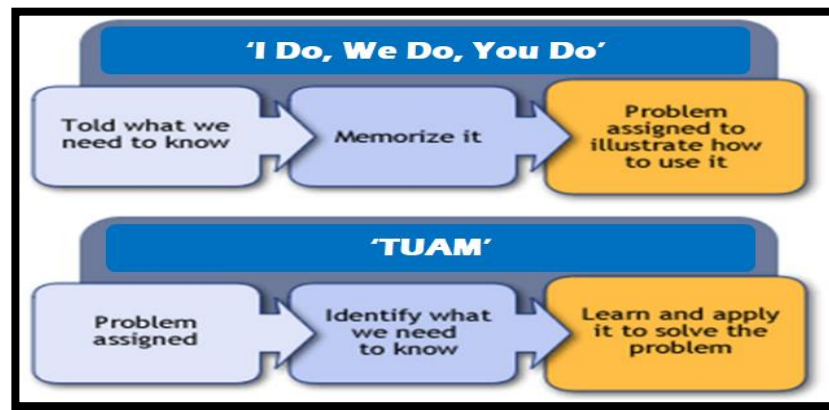 ‘I Do, We Do, You Do’
Told what we
need to know
Memorize it
Problem
assigned to
illustrate how
to use it
‘TUAM’
Problem
assigned
Identify what
we need
to know
Learn and apply
it to solve the
problem